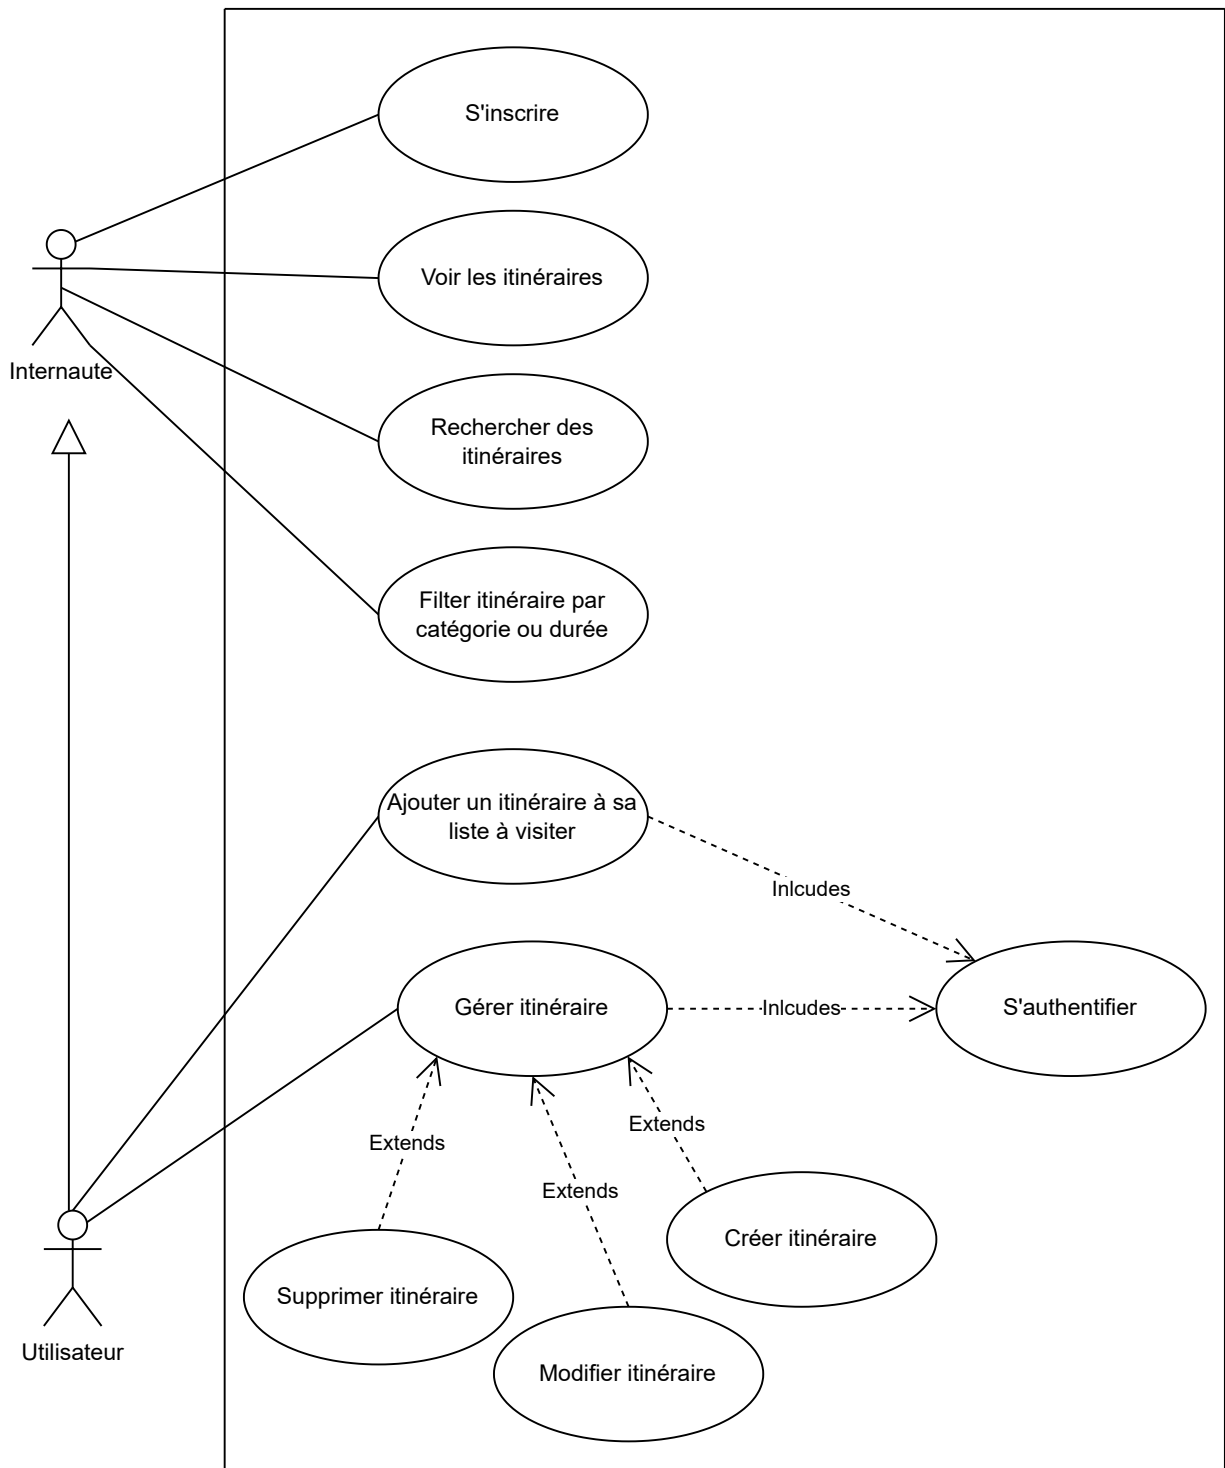 S'inscrire
Voir les itinéraires
Internaute
Rechercher des
itinéraires
Filter itinéraire par
catégorie ou durée
Ajouter un itinéraire à sa
liste à visiter
Inlcudes
Gérer itinéraire
Inlcudes
S'authentifier
Extends
Extends
Extends
Créer itinéraire
Supprimer itinéraire
Modifier itinéraire
Utilisateur